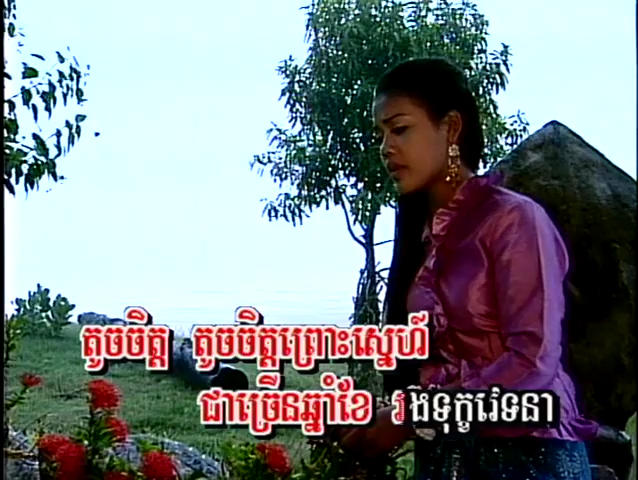 តូចចិត្ត តូចចិត្តព្រោះស្នេហ៍
ជាច្រើនឆ្នាំខែ រងទុក្ខវេទនា